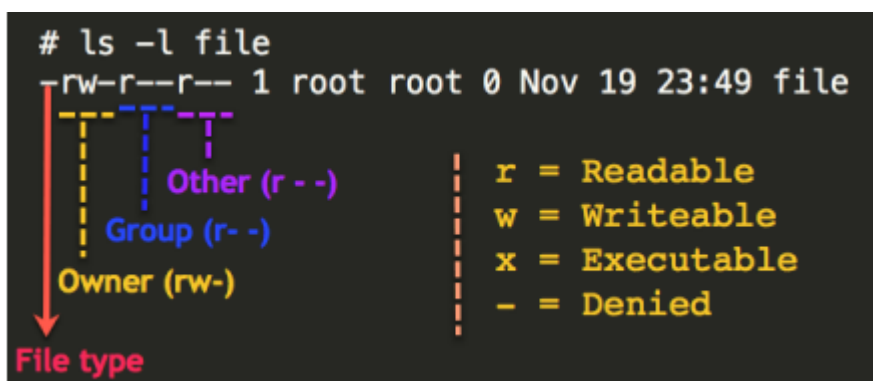 # ls -l file
-rw-r--r-- 1 root root 0 Nov 19 23:49 file
Other (r - -)
Group (r- -)
Owner (rw-)
File type
r = Readable
w = Writeable
x = Executable
- = Denied